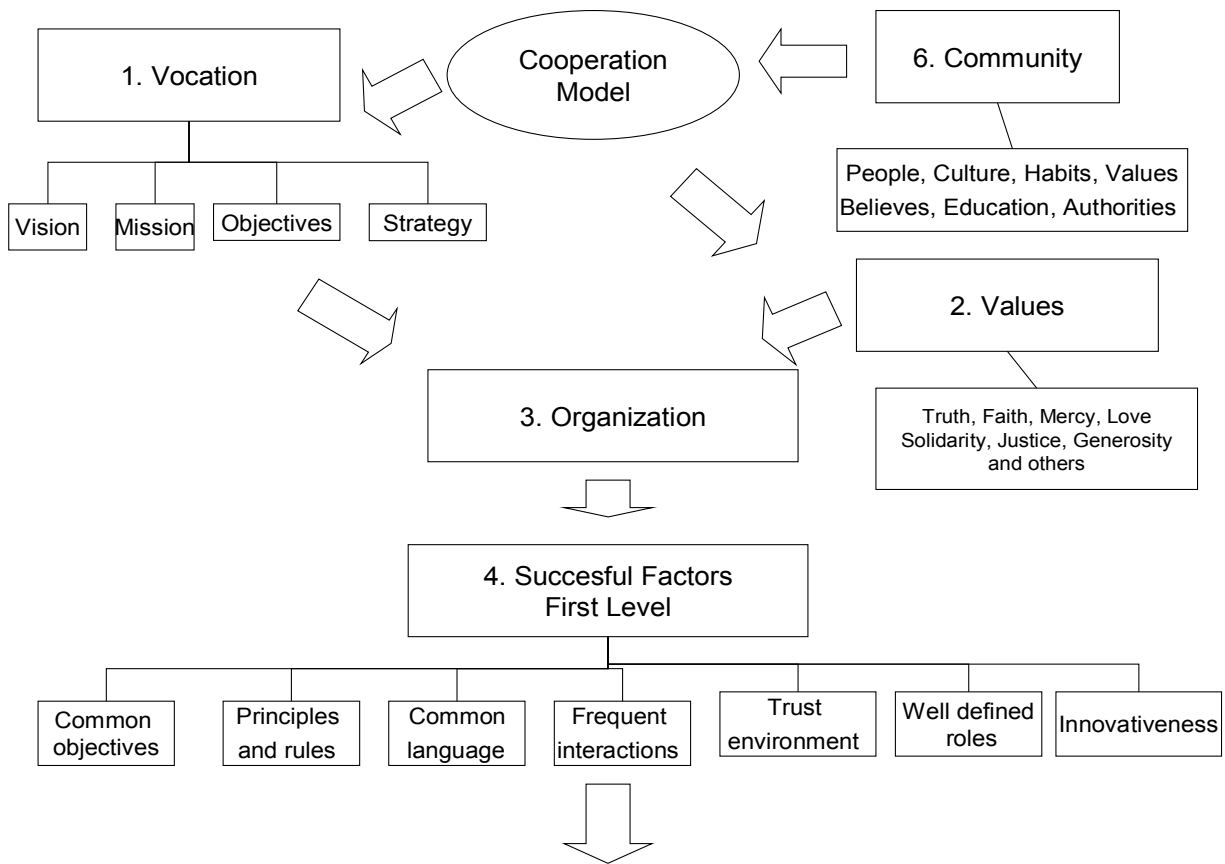 1. Vocation
Cooperation
Model
6. Community
People, Culture, Habits, Values
Believes, Education, Authorities
Vision
Mission
Objectives
Strategy
2. Values
Truth, Faith, Mercy, Love
Solidarity, Justice, Generosity
and others
3. Organization
4. Succesful Factors
First Level
Common
objectives
Principles
and rules
Common
language
Frequent
interactions
Trust
environment
Well defined
roles
Innovativeness